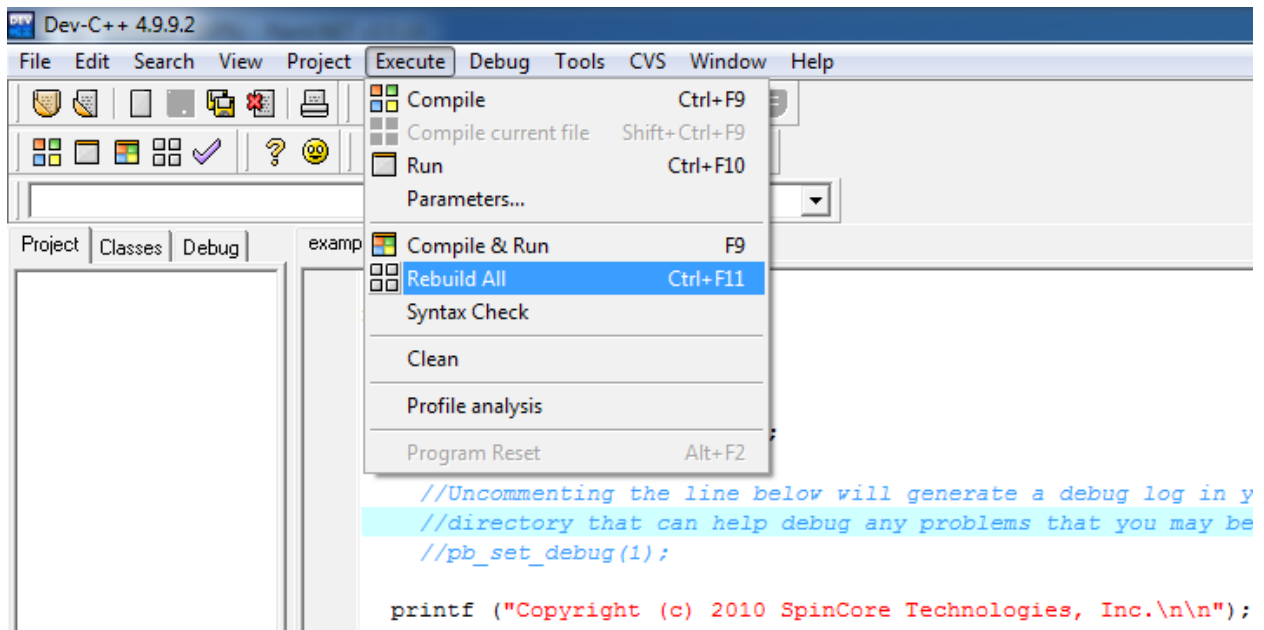 Dev-C++ 4.9.9.2
File Edit Search View Project Execute Debug Tools CVS Window Help
Compile Ctrl+F9
Compile current file Shift+Ctrl+F9
Run Ctrl+F10
Parameters...
Project Classes Debug examp Compile & Run F9
Rebuild All Ctrl+F11
Syntax Check
Clean
Profile analysis
;
Program Reset Alt+F2
//Uncommenting the line below will generate a debug log in y
//directory that can help debug any problems that you may be
//pb_set_debug(1);
printf ("Copyright (c) 2010 SpinCore Technologies, Inc.\n\n");